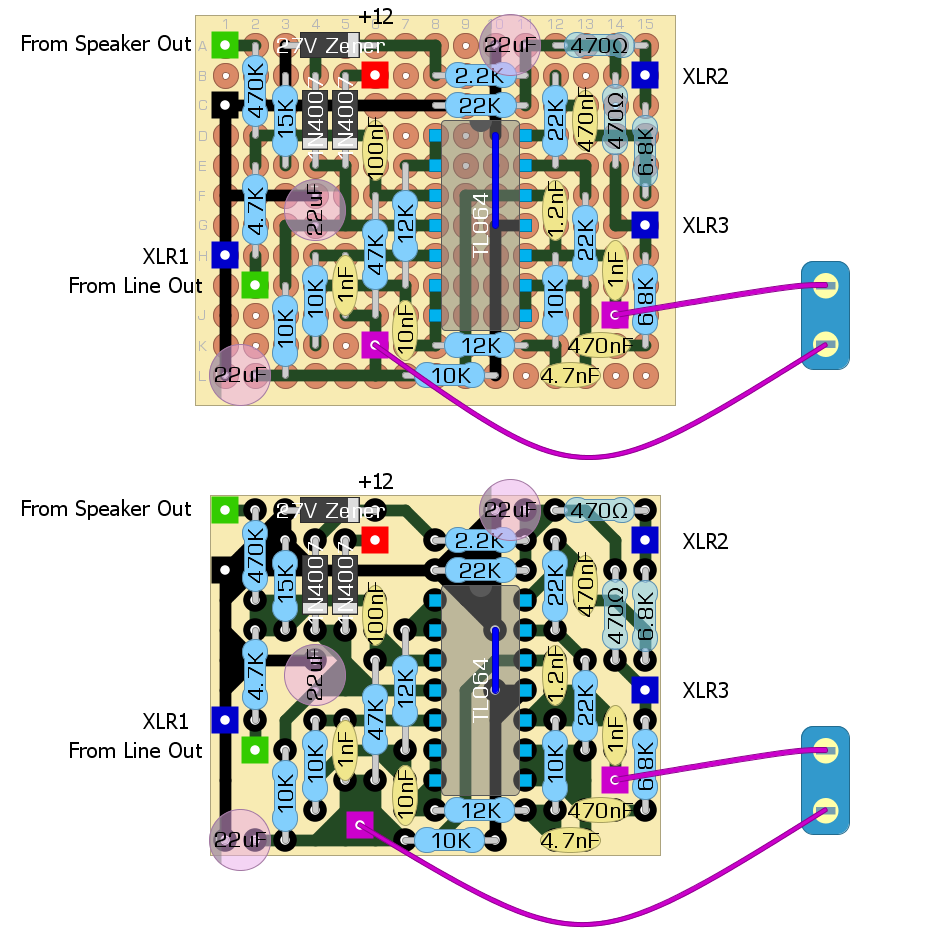 +12
1 2 3 4 5 6 7 8 9 11 12 13 14 15
From Speaker Out
A
27V Zener
22uF
470Ω
B
470K
2.2K
XLR2
C
15K
N4007
N4007
22K
22K
470nF
470Ω
D
100nF
6.8K
E
F
4.7K
22uF
12K
TL064
1.2nF
G
47K
22K
XLR3
XLR1
H
1nF
1nF
From Line Out
10K
10K
6.8K
J
10K
10nF
K
12K
470nF
L
22uF
10K
4.7nF
+12
From Speaker Out
27V Zener
22uF
470Ω
470K
2.2K
XLR2
15K
1N4007
1N4007
22K
22K
470nF
470Ω
6.8K
100nF
4.7K
22uF
12K
TL064
1.2nF
XLR3
XLR1
47K
22K
From Line Out
10K
1nF
10K
1nF
6.8K
10K
10nF
12K
470nF
22uF
10K
4.7nF